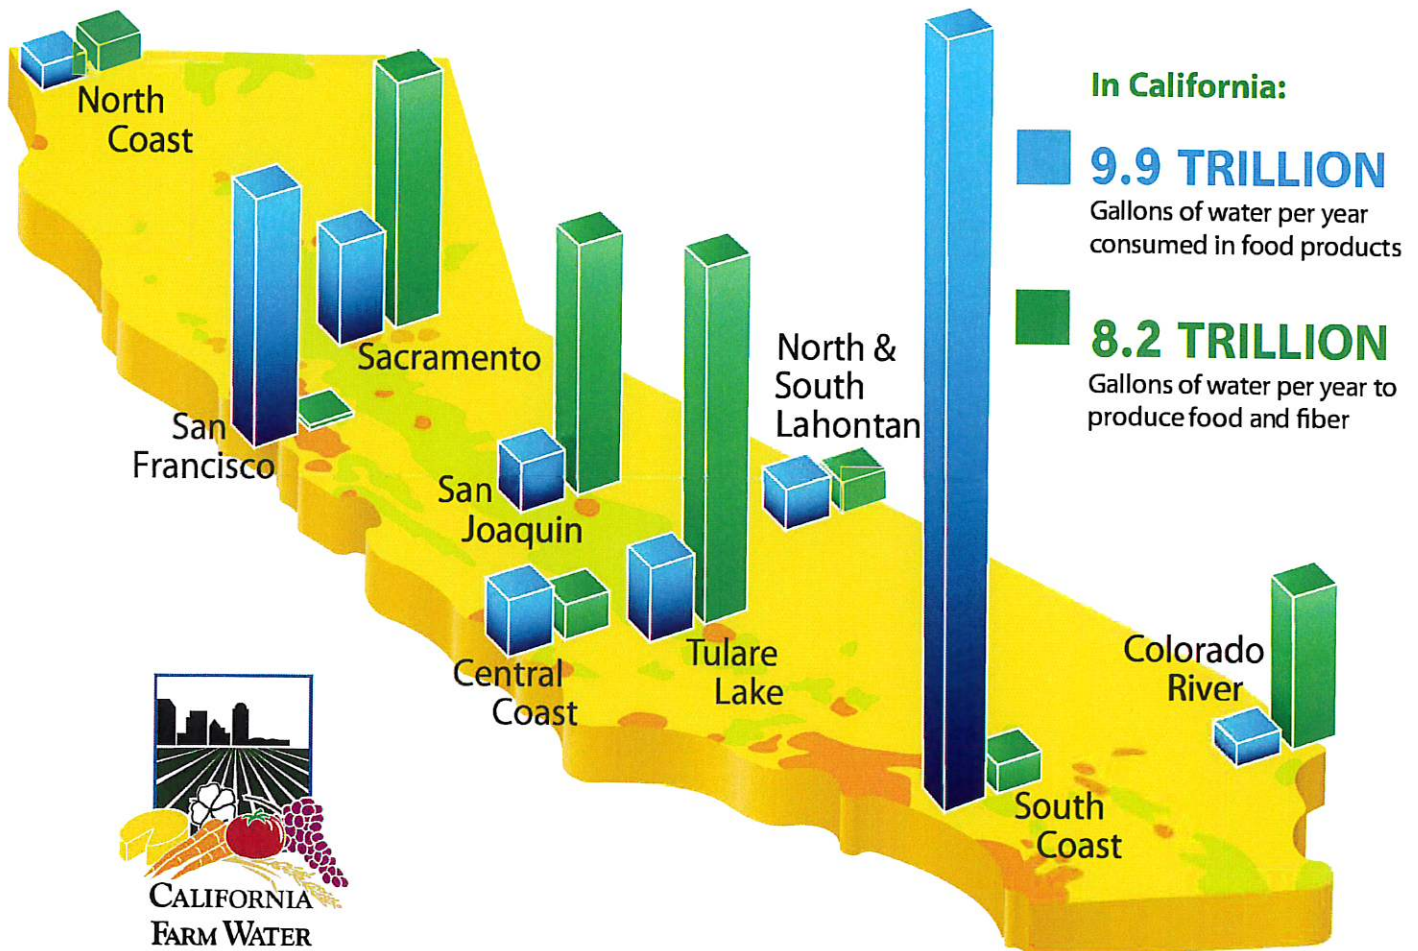 North
Coast
Sacramento
San
Francisco
San
Joaquin
Central
Coast
Tulare
Lake
North &
South
Lahontan
South
Coast
Colorado
River
In California:
9.9 TRILLION
Gallons of water per year
consumed in food products
8.2 TRILLION
Gallons of water per year to
produce food and fiber
CALIFORNIA
FARM WATER